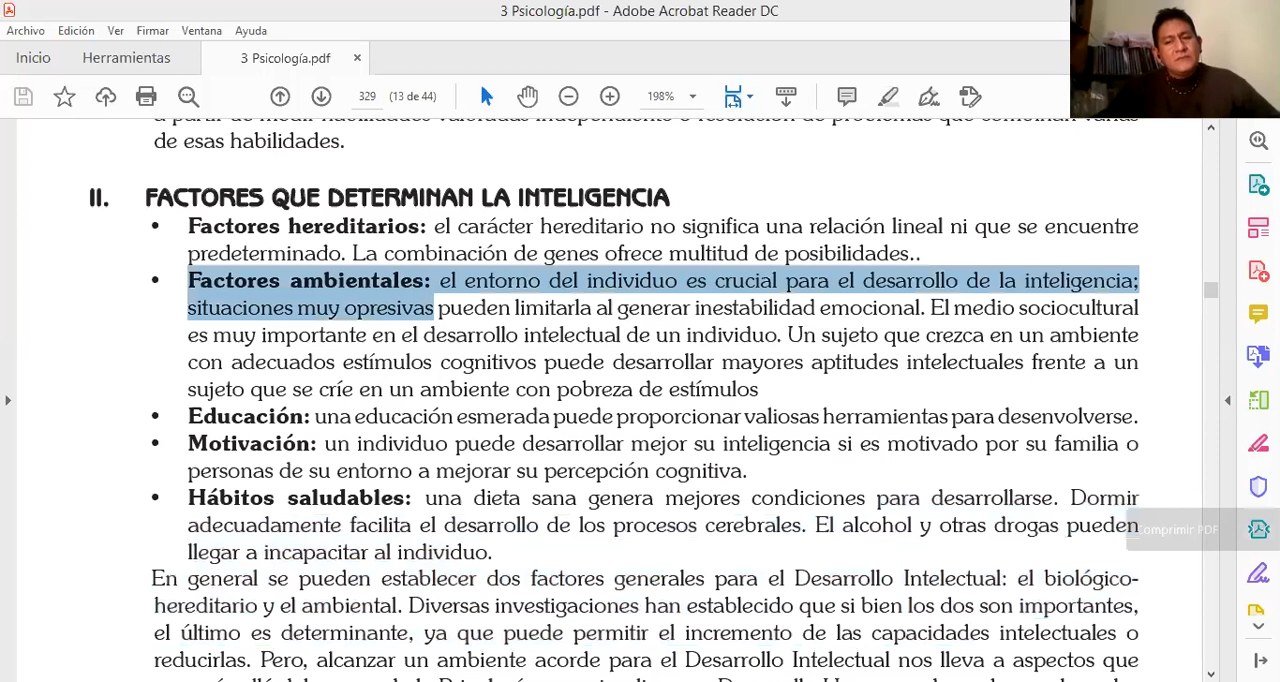 3 Psicología.pdf - Adobe Acrobat Reader DC
Archivo Edición Ver Firmar Ventana Ayuda
Inicio Herramientas 3 Psicología.pdf ×
329 (13 de 44) 198%
de esas habilidades.
II. FACTORES QUE DETERMINAN LA INTELIGENCIA
• Factores hereditarios: el carácter hereditario no significa una relación lineal ni que se encuentre
predeterminado. La combinación de genes ofrece multitud de posibilidades..
• Factores ambientales: el entorno del individuo es crucial para el desarrollo de la inteligencia;
situaciones muy opresivas pueden limitarla al generar inestabilidad emocional. El medio sociocultural
es muy importante en el desarrollo intelectual de un individuo. Un sujeto que crezca en un ambiente
con adecuados estímulos cognitivos puede desarrollar mayores aptitudes intelectuales frente a un
sujeto que se críe en un ambiente con pobreza de estímulos
• Educación: una educación esmerada puede proporcionar valiosas herramientas para desenvolverse.
• Motivación: un individuo puede desarrollar mejor su inteligencia si es motivado por su familia o
personas de su entorno a mejorar su percepción cognitiva.
• Hábitos saludables: una dieta sana genera mejores condiciones para desarrollarse. Dormir
adecuadamente facilita el desarrollo de los procesos cerebrales. El alcohol y otras drogas pueden
Comprimir PDF
llegar a incapacitar al individuo.
En general se pueden establecer dos factores generales para el Desarrollo Intelectual: el biológico-
hereditario y el ambiental. Diversas investigaciones han establecido que si bien los dos son importantes,
el último es determinante, ya que puede permitir el incremento de las capacidades intelectuales o
reducirlas. Pero, alcanzar un ambiente acorde para el Desarrollo Intelectual nos lleva a aspectos que